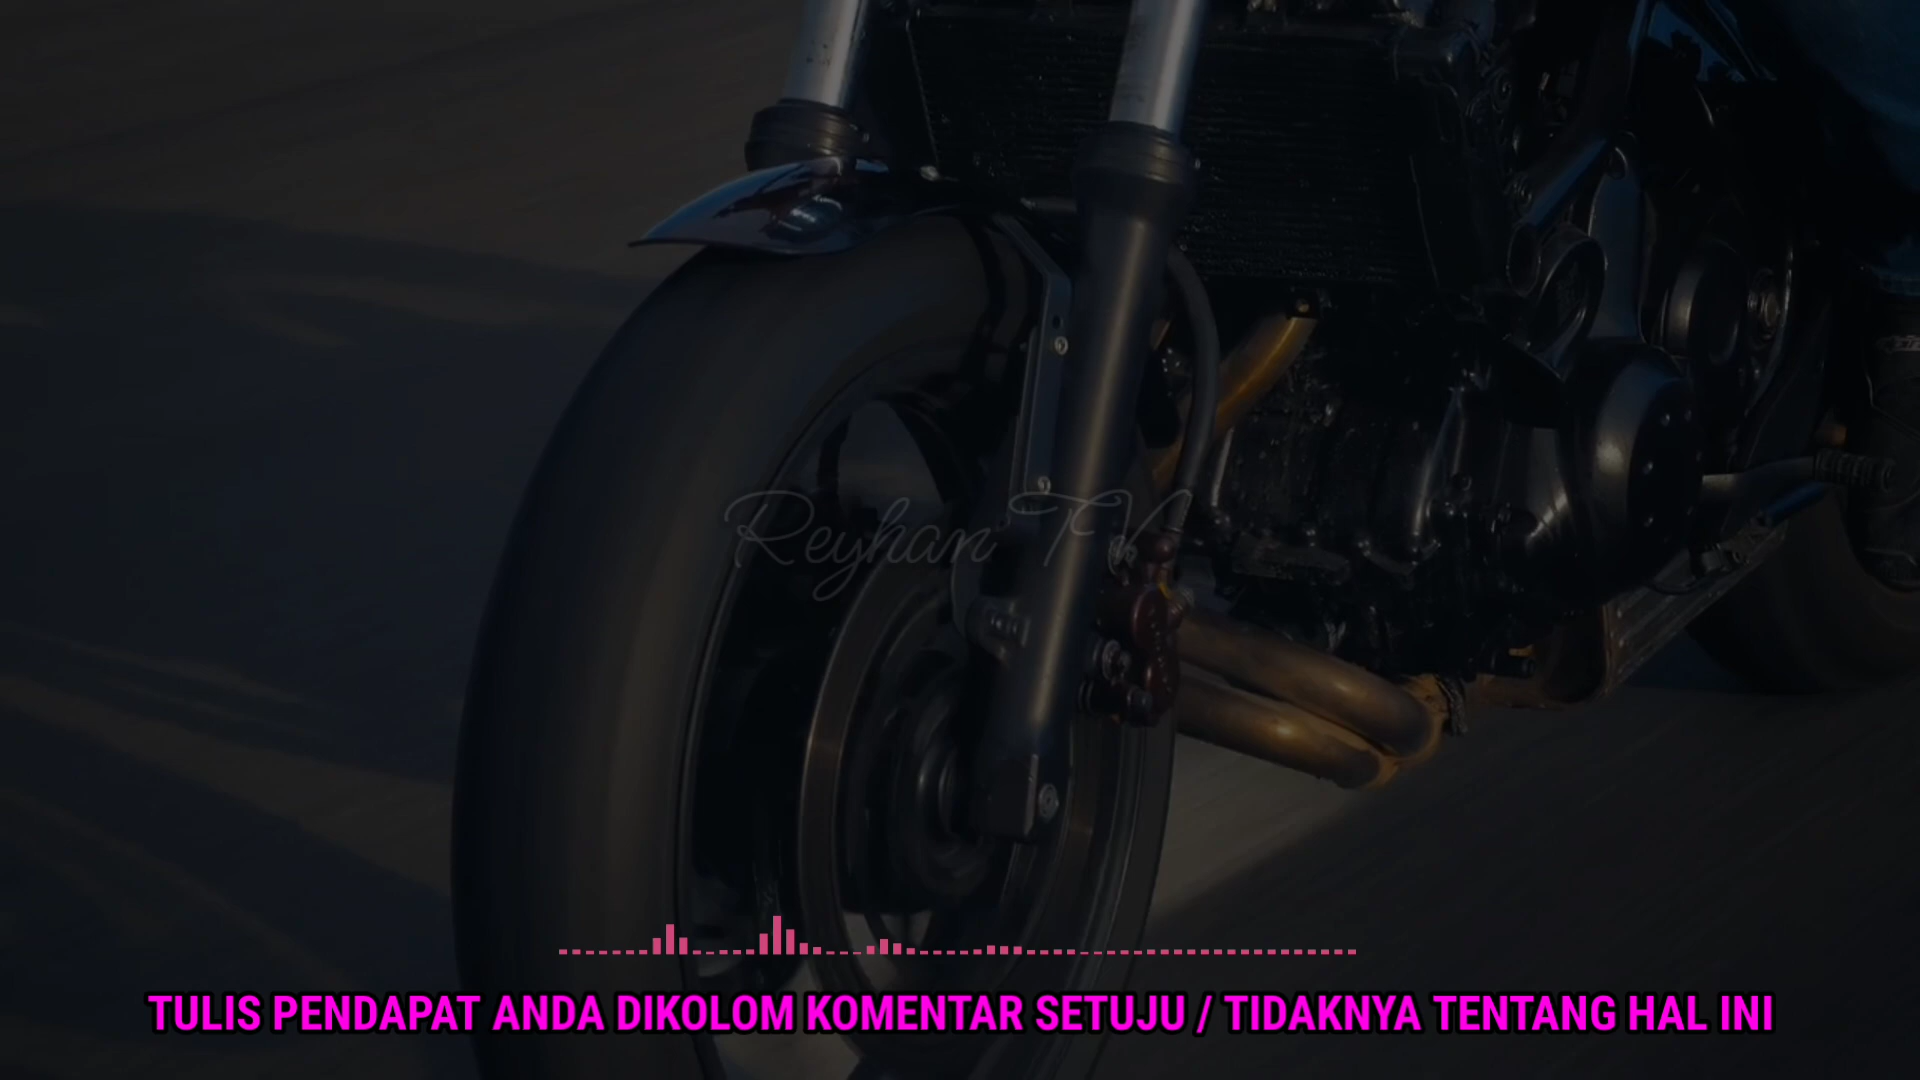 Reyhan TV
TULIS PENDAPAT ANDA DIKOLOM KOMENTAR SETUJU / TIDAKNYA TENTANG HAL INI